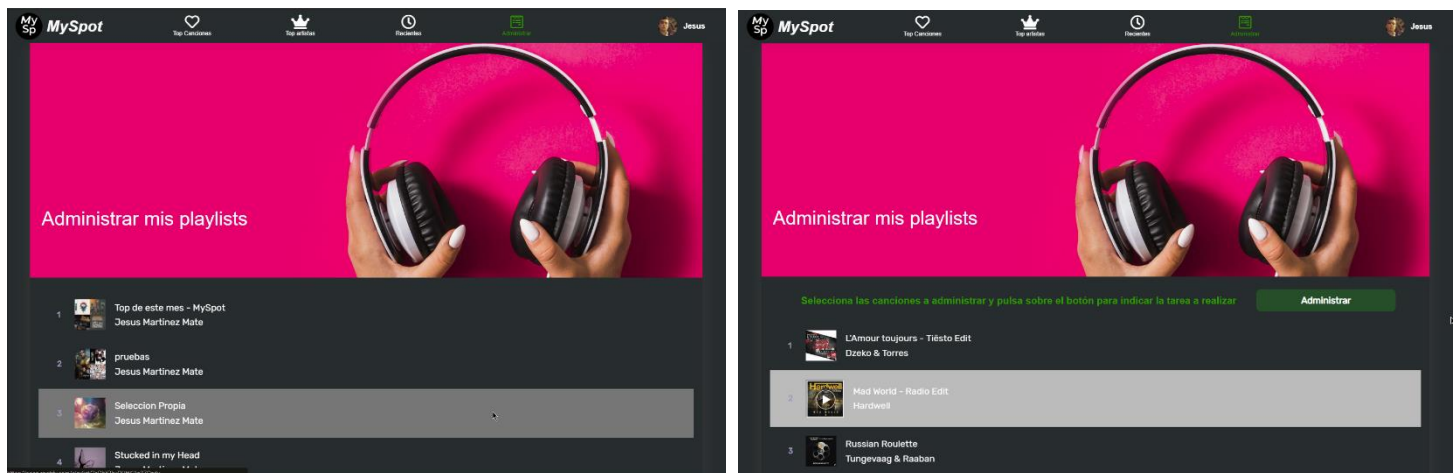 My
Sp
MySpot
Top Canciones
Top artistas
Recientes
Administrar
Jesus
Administrar mis playlists
1
Top de este mes - MySpot
Jesus Martinez Mate
2
pruebas
Jesus Martinez Mate
3
Seleccion Propia
Jesus Martinez Mate
4
Stucked in my Head
My
Sp
MySpot
Top Canciones
Top artistas
Recientes
Administrar
Jesus
Administrar mis playlists
Selecciona las canciones a administrar y pulsa sobre el botón para indicar la tarea a realizar
Administrar
1
L'Amour toujours - Tiësto Edit
Dzeko & Torres
2
Mad World - Radio Edit
Hardwell
3
Russian Roulette
Tungevaag & Raaban